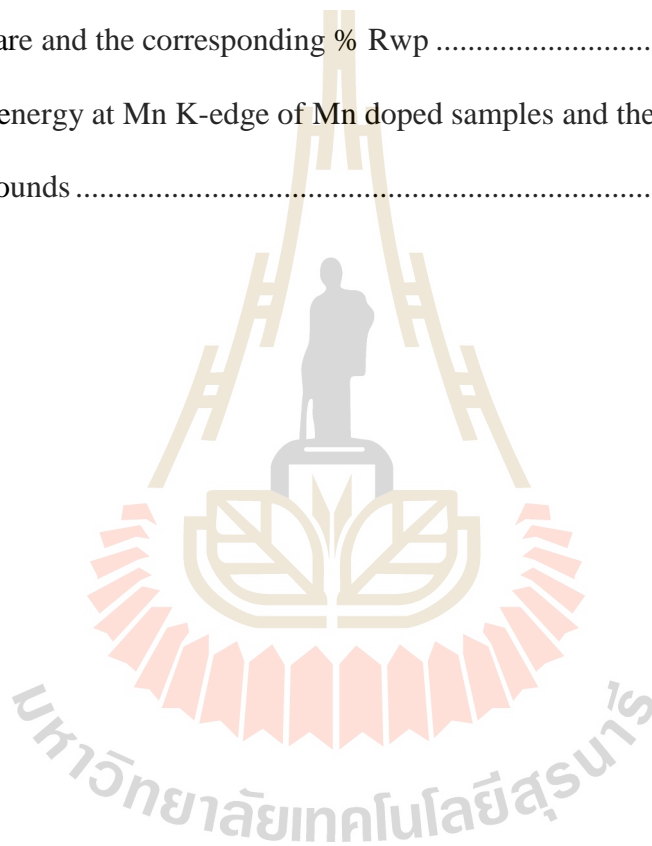 are and the corresponding % Rwp ..............................
energy at Mn K-edge of Mn doped samples and the
ounds ................................................................................
มหาวิทยาลัยเทคโนโลยีสุรนารี